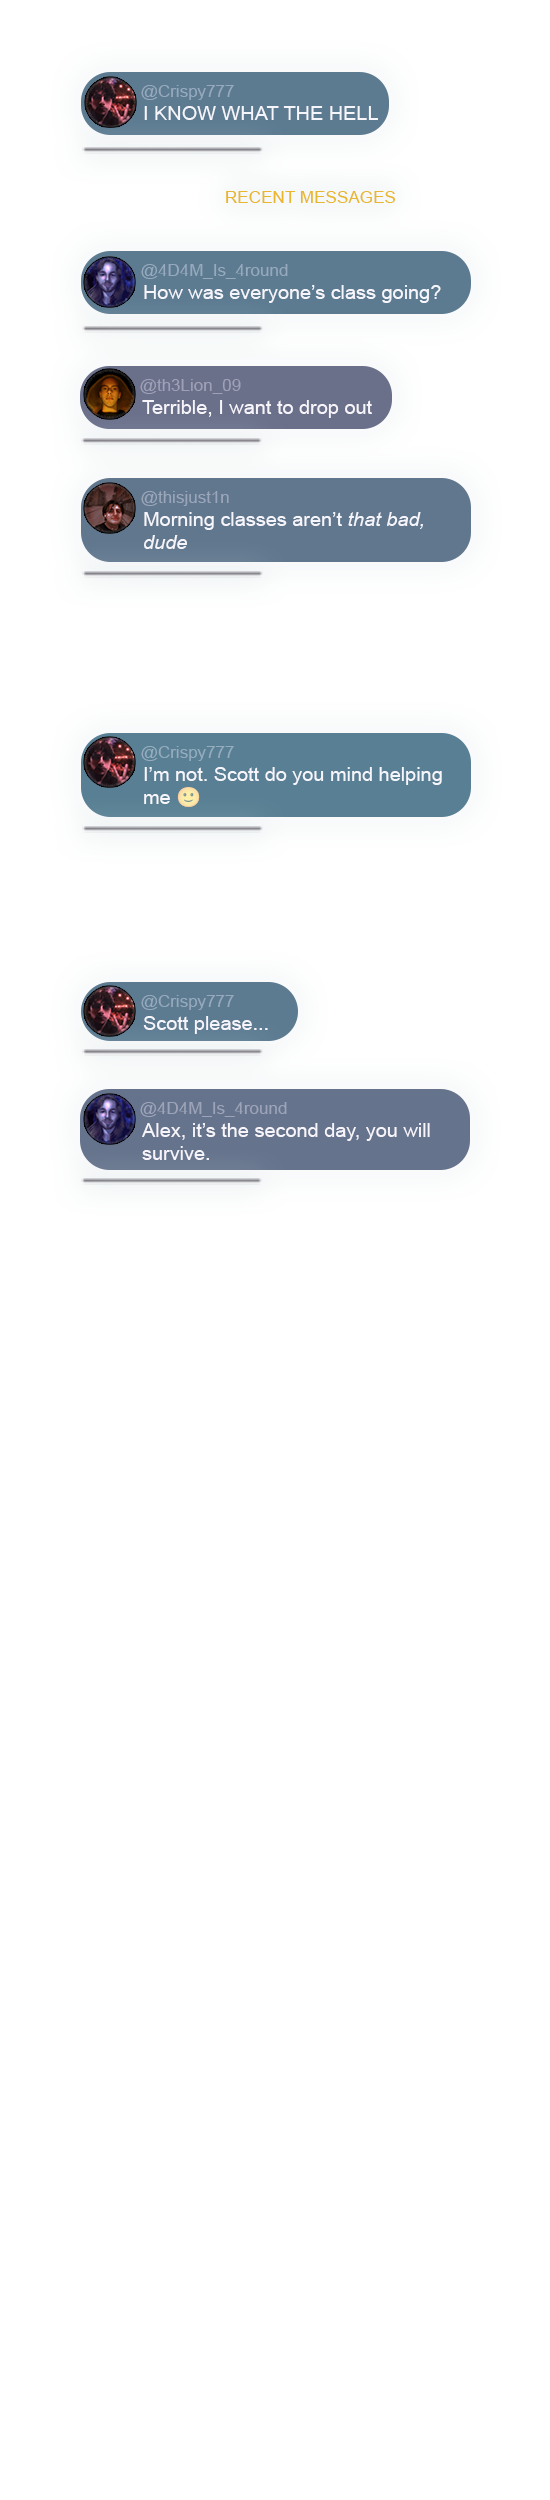 @Crispy777
I KNOW WHAT THE HELL
RECENT MESSAGES
@4D4M_Is_4round
How was everyone’s class going?
@th3Lion_09
Terrible, I want to drop out
@thisjust1n
Morning classes aren’t that bad,
dude
@Crispy777
I’m not. Scott do you mind helping
me 🙂
@Crispy777
Scott please...
@4D4M_Is_4round
Alex, it’s the second day, you will
survive.